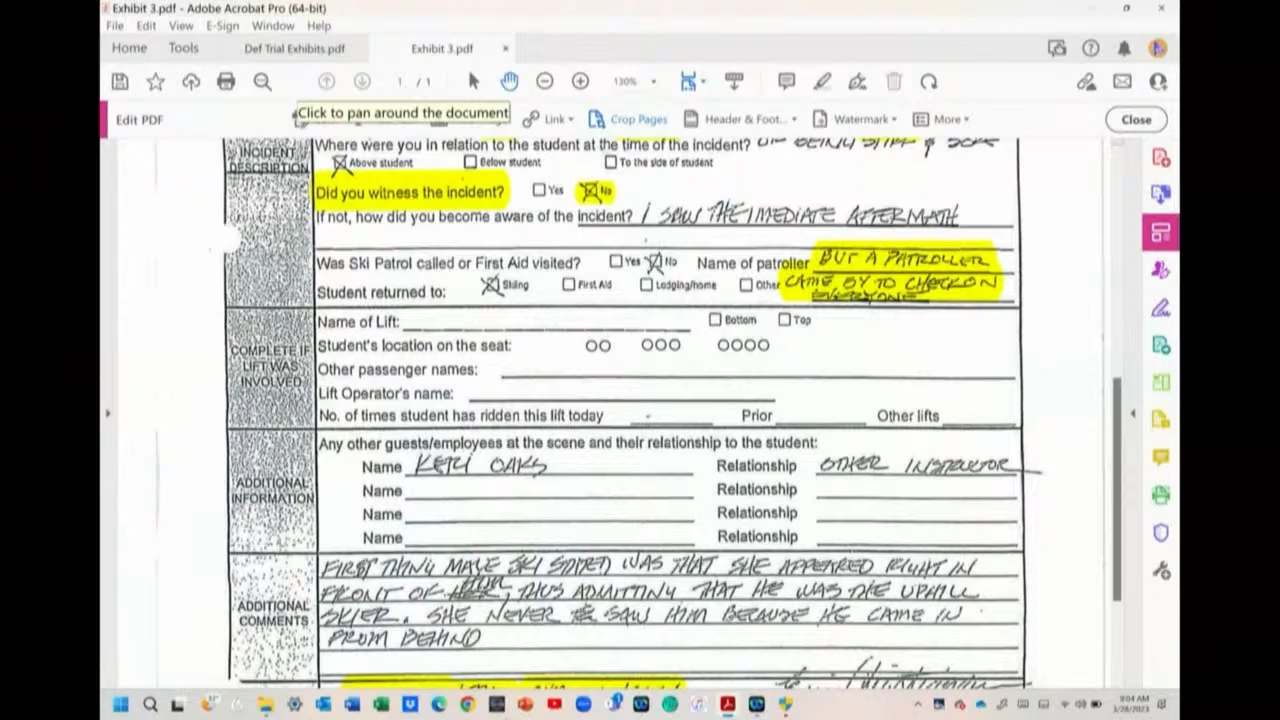 Exhibit 3.pdf - Adobe Acrobat Pro (64-bit)
File Edit View E-Sign Window Help
Home Tools Def Trial Exhibits.pdf Exhibit 3.pdf ×
1 / 1 130%
Click to pan around the document
Edit PDF Link Crop Pages Header & Foot... Watermark More Close
INCIDENT
DESCRIPTION
Where were you in relation to the student at the time of the incident? OF BEING STIFF & SORE
Above student Below student To the side of student
Did you witness the incident? Yes No
If not, how did you become aware of the incident? I SAW THE IMEDIATE AFTERMATH
Was Ski Patrol called or First Aid visited? Yes No Name of patroller BUT A PATROLLER
Student returned to: Skiing First Aid Lodging/home Other CAME BY TO CHECK ON
EVERYONE
COMPLETE IF
LIFT WAS
INVOLVED
Name of Lift: Bottom Top
Student's location on the seat:
Other passenger names:
Lift Operator's name:
No. of times student has ridden this lift today Prior Other lifts
ADDITIONAL
INFORMATION
Any other guests/employees at the scene and their relationship to the student:
Name KERI OAKS Relationship OTHER INSTRUCTOR
Name Relationship
Name Relationship
Name Relationship
ADDITIONAL
COMMENTS
FIRST THING MALE SKI STATED WAS THAT SHE APPEARED RIGHT IN
FRONT OF HIM, THUS ADMITTING THAT HE WAS THE UPHILL
SKIER. SHE NEVER SAW HIM BECAUSE HE CAME IN
FROM BEHIND
9:04 AM
3/28/2023